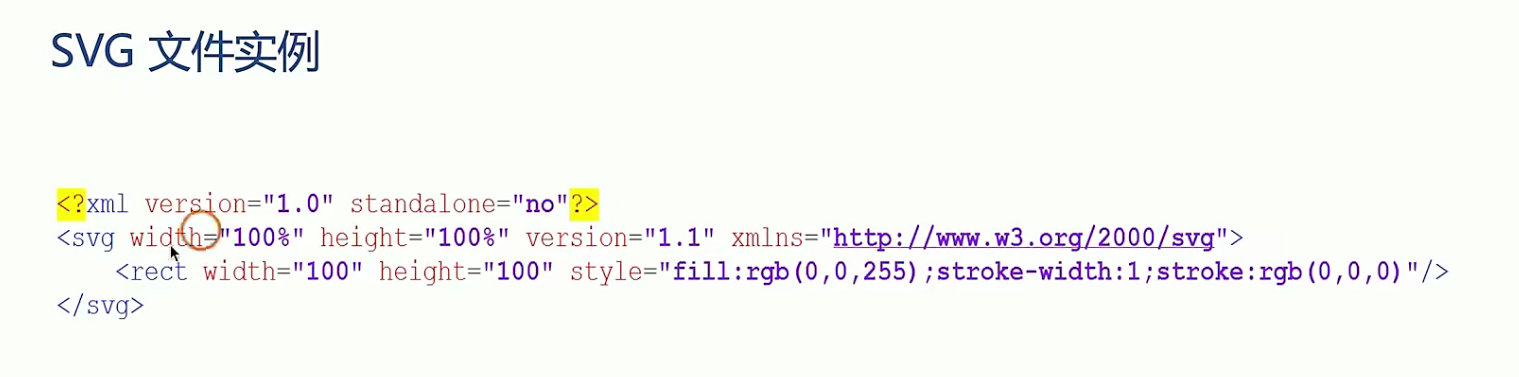 SVG 文件实例
<?xml version="1.0" standalone="no"?>
<svg width="100%" height="100%" version="1.1" xmlns="http://www.w3.org/2000/svg">
<rect width="100" height="100" style="fill:rgb(0,0,255);stroke-width:1;stroke:rgb(0,0,0)"/>
</svg>